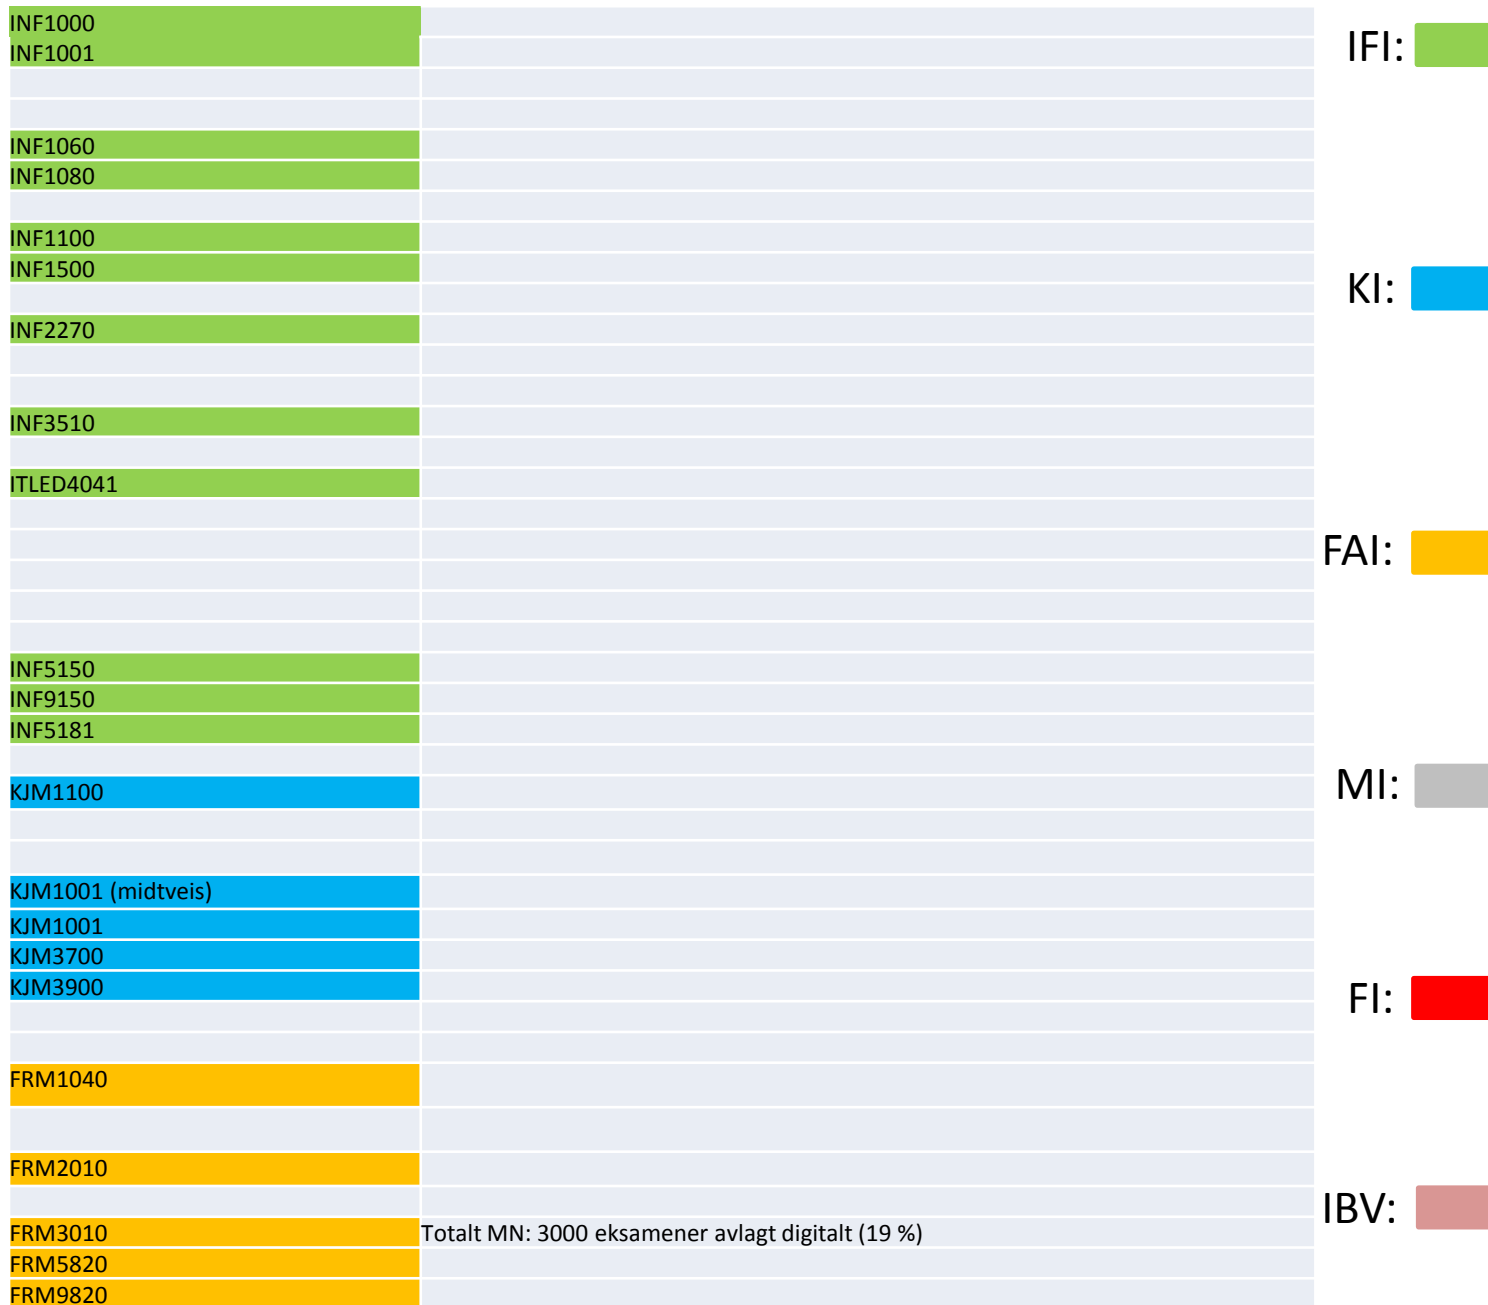 INF1000
INF1001
INF1060
INF1080
INF1100
INF1500
INF2270
INF3510
ITLED4041
INF5150
INF9150
INF5181
KJM1100
KJM1001 (midtveis)
KJM1001
KJM3700
KJM3900
FRM1040
FRM2010
FRM3010 Totalt MN: 3000 eksamener avlagt digitalt (19 %)
FRM5820
FRM9820
IFI:
KI:
FAI:
MI:
FI:
IBV: